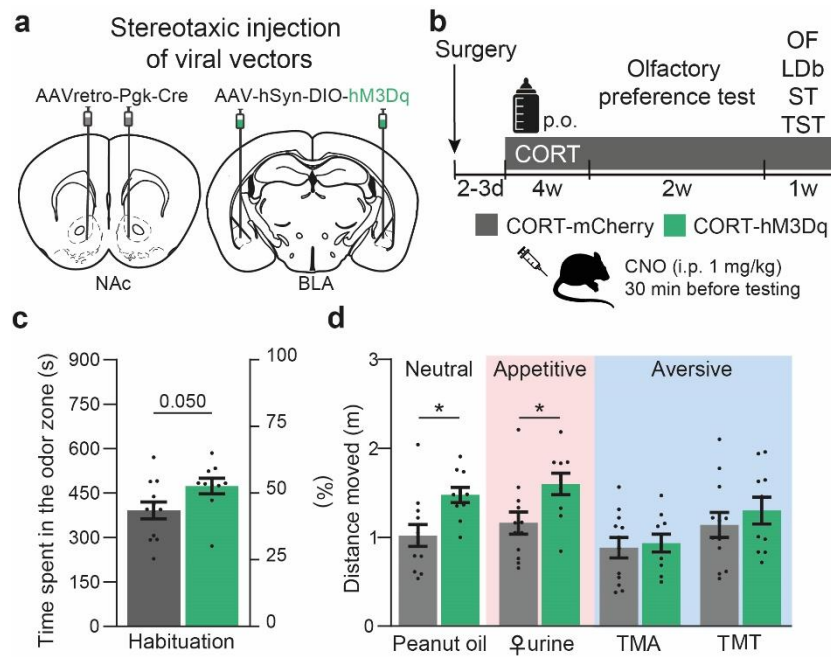 a
Stereotaxic injection
of viral vectors
AAVretro-Pgk-Cre
AAV-hSyn-DIO-hM3Dq
NAc
BLA
b
Surgery
p.o.
Olfactory
preference test
OF
LDb
ST
TST
CORT
2-3d
4w
2w
1w
CORT-mCherry
CORT-hM3Dq
CNO (i.p. 1 mg/kg)
30 min before testing
c
Time spent in the odor zone (s)
900
750
600
450
300
150
0
0.050
100
75
50
25
0
(%)
Habituation
d
Distance moved (m)
3
2
1
0
Neutral
Appetitive
Aversive
*
*
Peanut oil
♀urine
TMA
TMT